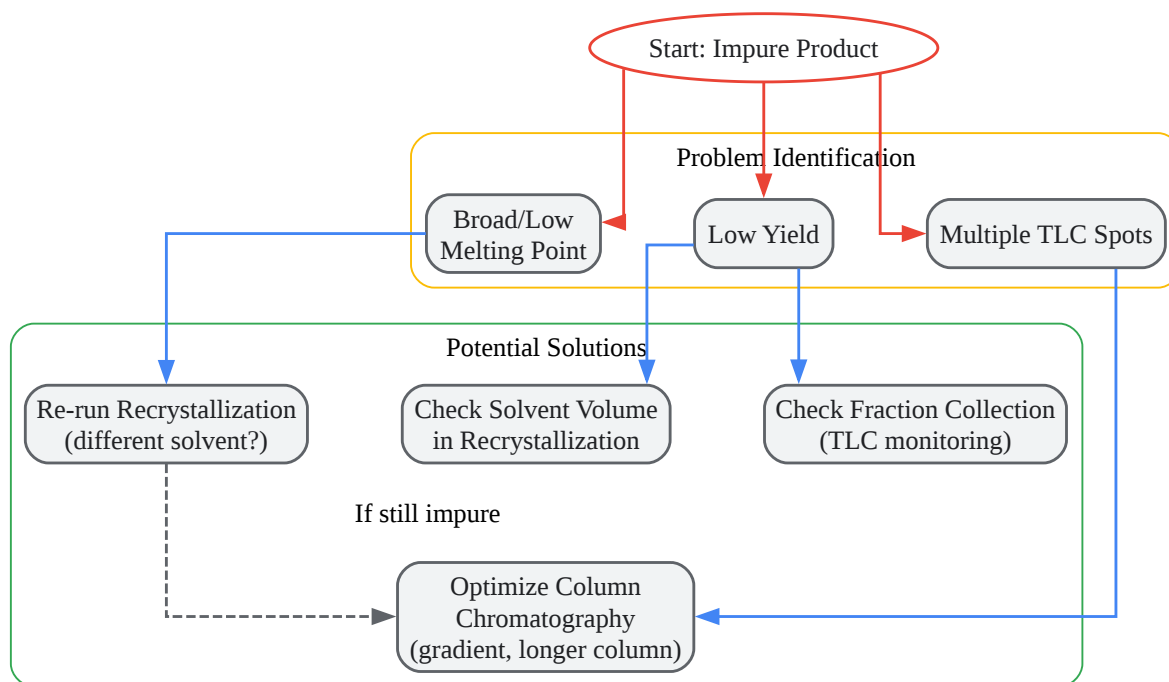 Start: Impure Product
Problem Identification
Broad/Low
Melting Point
Low Yield
Multiple TLC Spots
Potential Solutions
Re-run Recrystallization
(different solvent?)
Check Solvent Volume
in Recrystallization
Check Fraction Collection
(TLC monitoring)
If still impure
Optimize Column
Chromatography
(gradient, longer column)